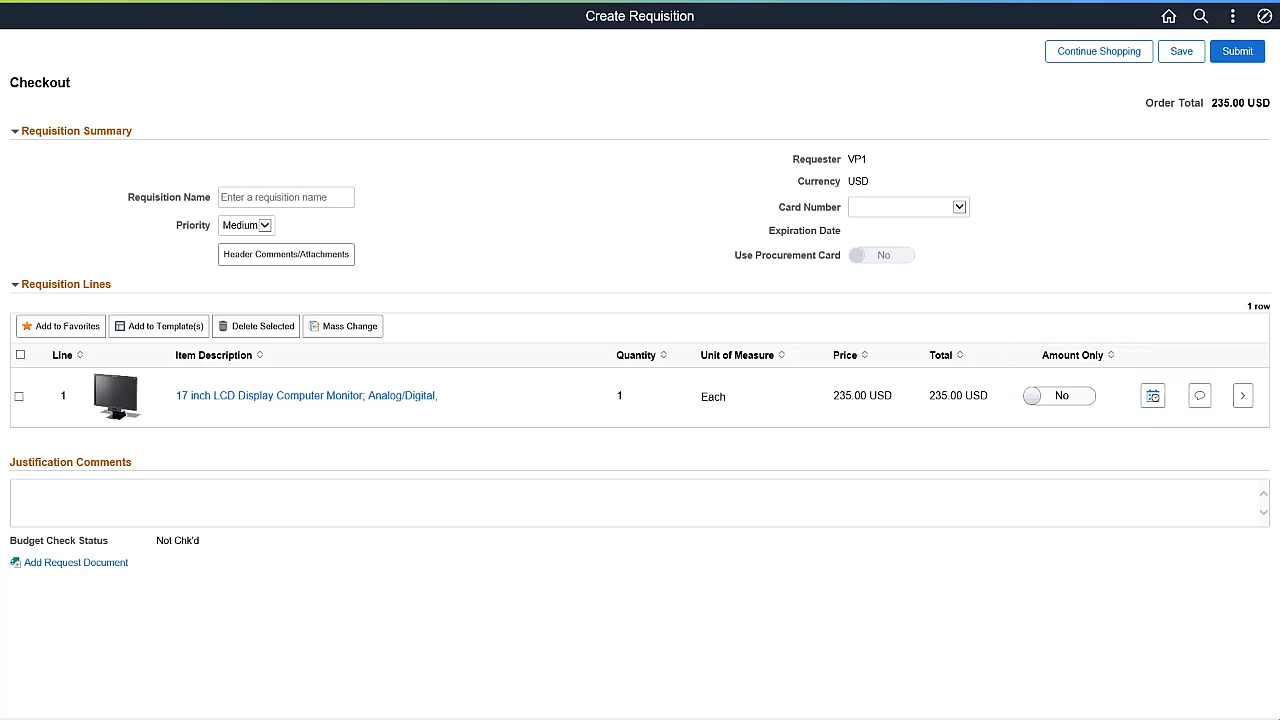 Create Requisition
Continue Shopping
Save
Submit
Checkout
Order Total 235.00 USD
Requisition Summary
Requester VP1
Currency USD
Requisition Name Enter a requisition name
Card Number
Priority Medium
Expiration Date
Header Comments/Attachments
Use Procurement Card No
Requisition Lines
1 row
Add to Favorites Add to Template(s) Delete Selected Mass Change
Line Item Description Quantity Unit of Measure Price Total Amount Only
1 17 inch LCD Display Computer Monitor; Analog/Digital, 1 Each 235.00 USD 235.00 USD No
Justification Comments
Budget Check Status Not Chk'd
Add Request Document